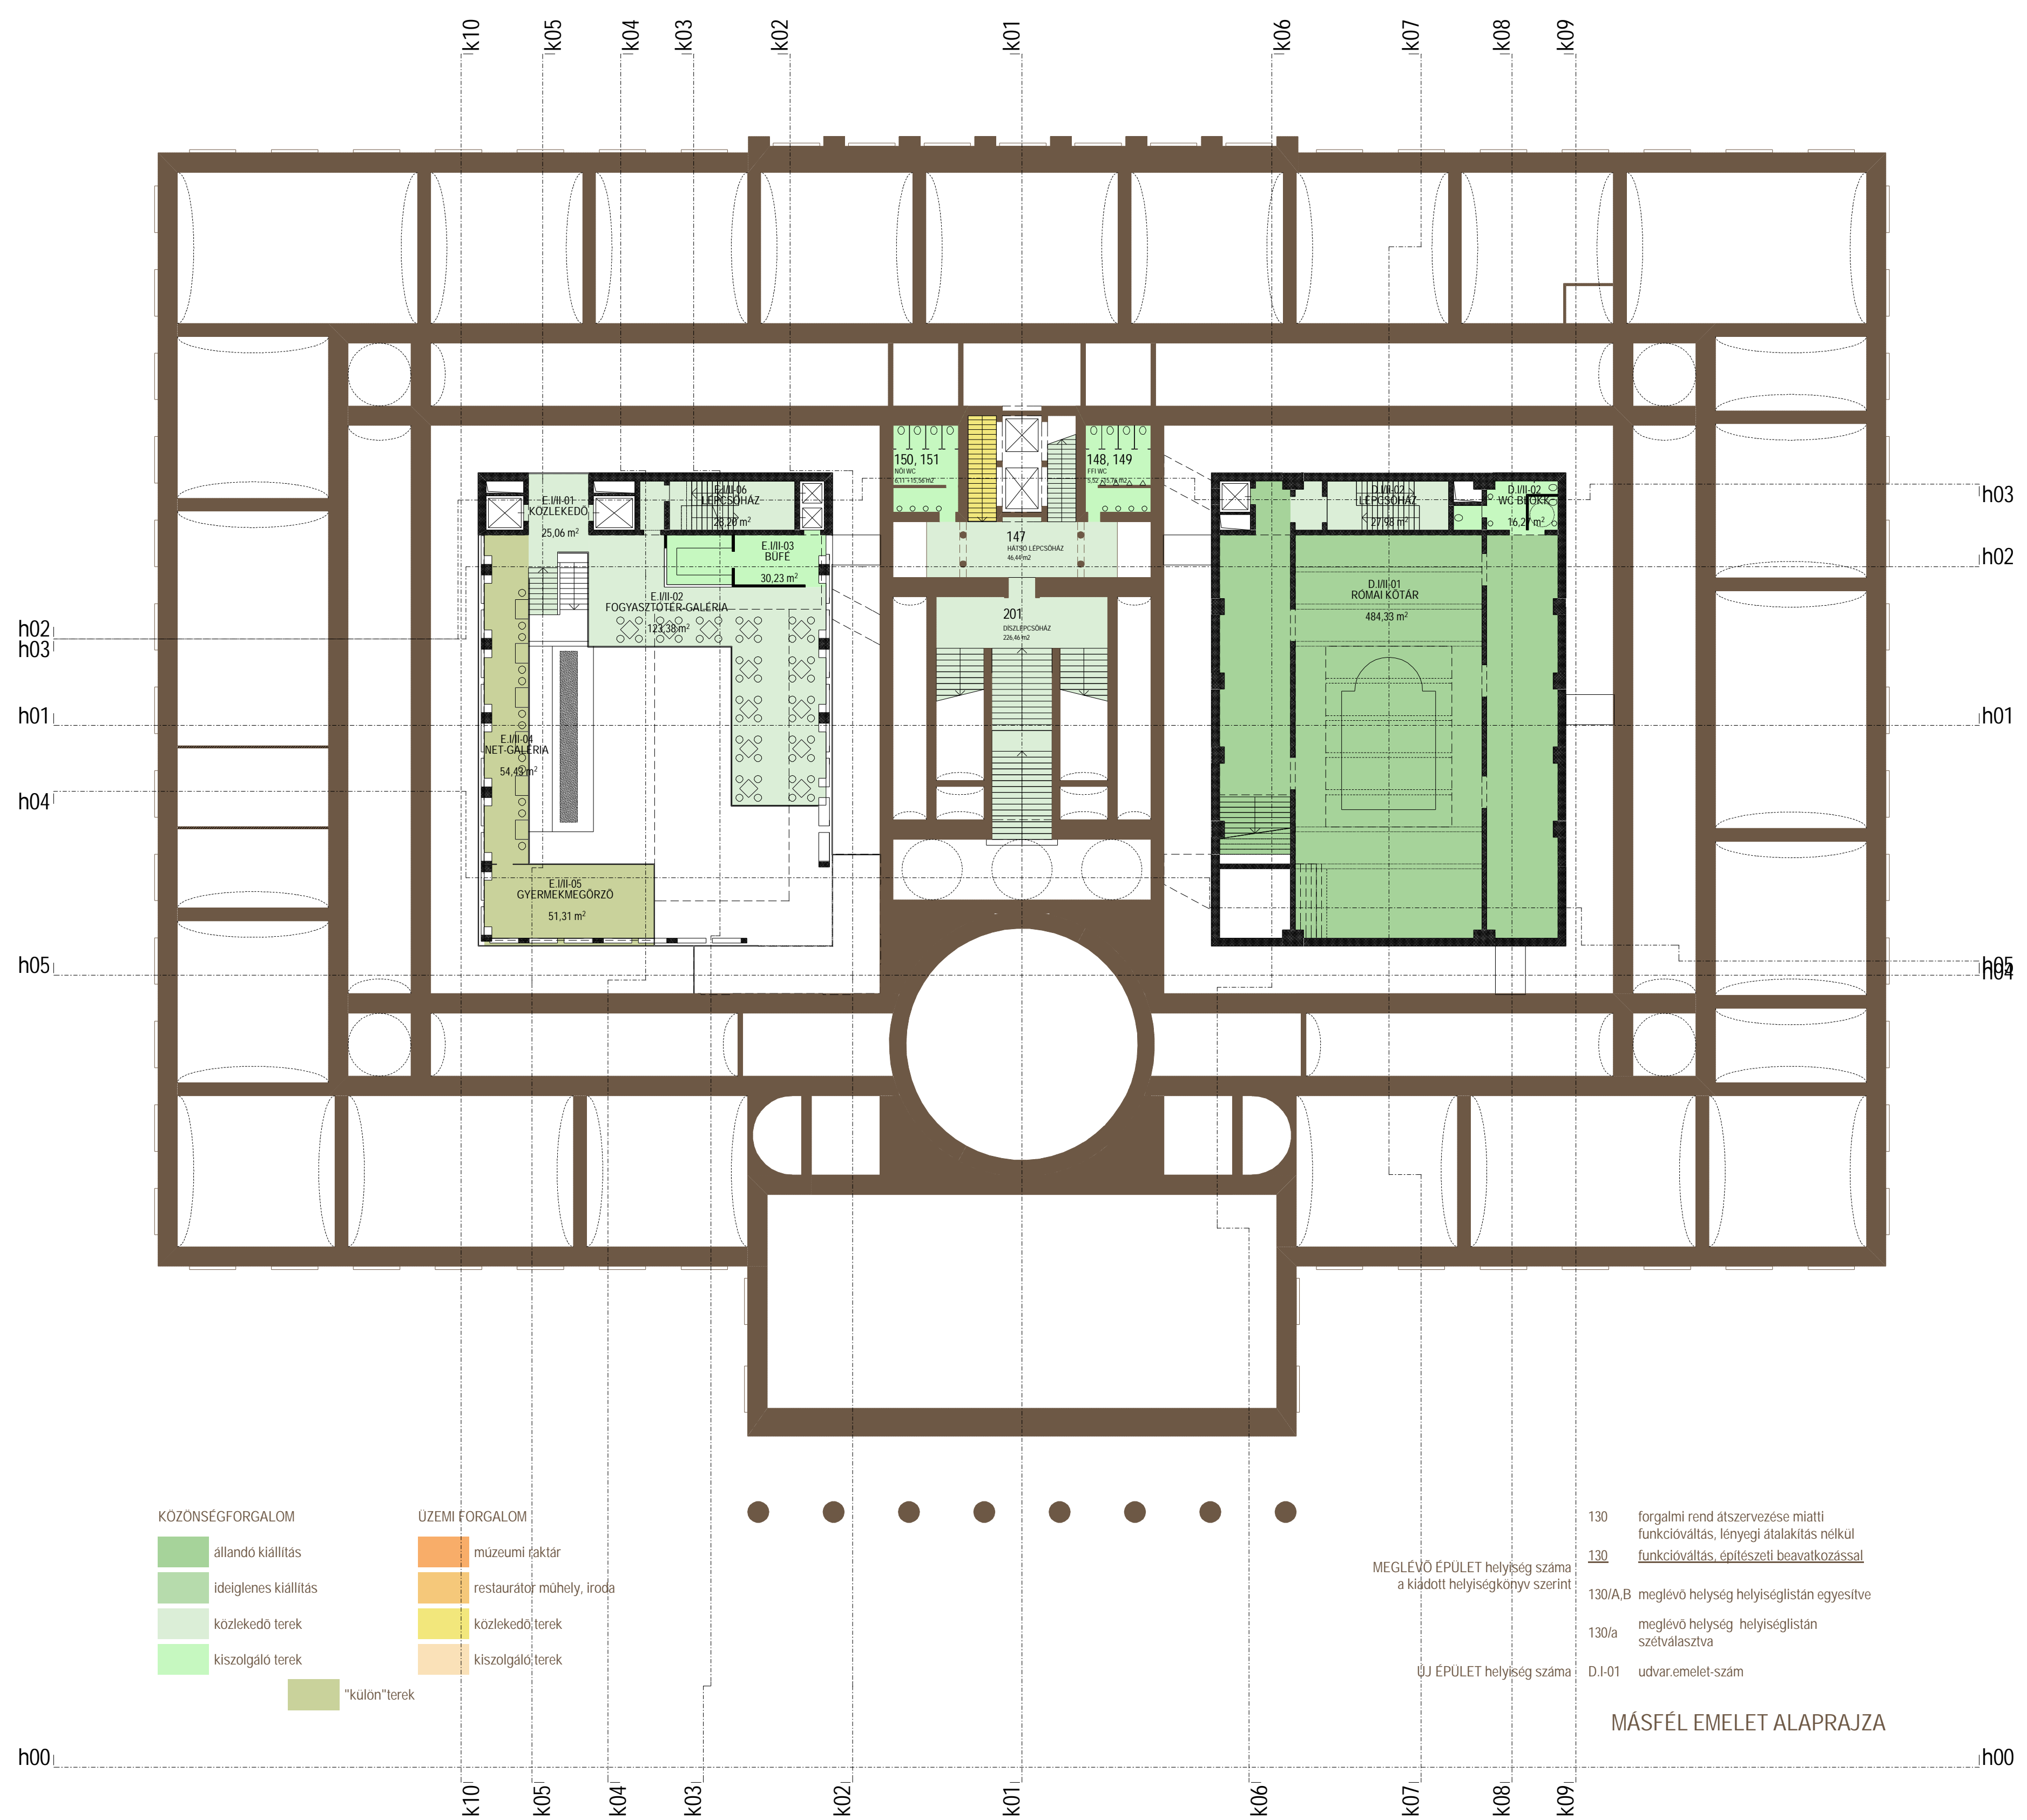 k10 k05 k04 k03 k02 k01 k06 k07 k08 k09
h03
h02
h02
h03
h01
h01
h04
h05
h05
h04
E.I/II-01
KÖZLEKEDŐ
25,06 m²
E.I/II-06
LÉPCSŐHÁZ
28,20 m²
E.I/II-03
BÜFÉ
30,23 m²
E.I/II-02
FOGYASZTÓTÉR-GALÉRIA
123,38 m²
E.I/II-04
NET-GALÉRIA
54,43 m²
E.I/II-05
GYERMEKMEGŐRZŐ
51,31 m²
150, 151
NŐI WC
6,11 +15,56 m2
148, 149
FFI WC
147
HÁTSÓ LÉPCSŐHÁZ
46,44 m2
201
DÍSZLÉPCSŐHÁZ
226,46 m2
D.I/II-02
LÉPCSŐHÁZ
27,98 m²
D.I/II-02
WC BLOKK
16,27 m²
D.I/II-01
RÓMAI KŐTÁR
484,33 m²
KÖZÖNSÉGFORGALOM
állandó kiállítás
ideiglenes kiállítás
közlekedő terek
kiszolgáló terek
"külön"terek
ÜZEMI FORGALOM
múzeumi raktár
restaurátor műhely, iroda
közlekedő terek
kiszolgáló terek
130 forgalmi rend átszervezése miatti
funkcióváltás, lényegi átalakítás nélkül
130 funkcióváltás, építészeti beavatkozással
MEGLÉVŐ ÉPÜLET helyiség száma
a kiadott helyiségkönyv szerint
130/A,B meglévő helység helyiséglistán egyesítve
130/a meglévő helység helyiséglistán
szétválasztva
ÚJ ÉPÜLET helyiség száma D.I-01 udvar.emelet-szám
MÁSFÉL EMELET ALAPRAJZA
h00
h00
k10 k05 k04 k03 k02 k01 k06 k07 k08 k09